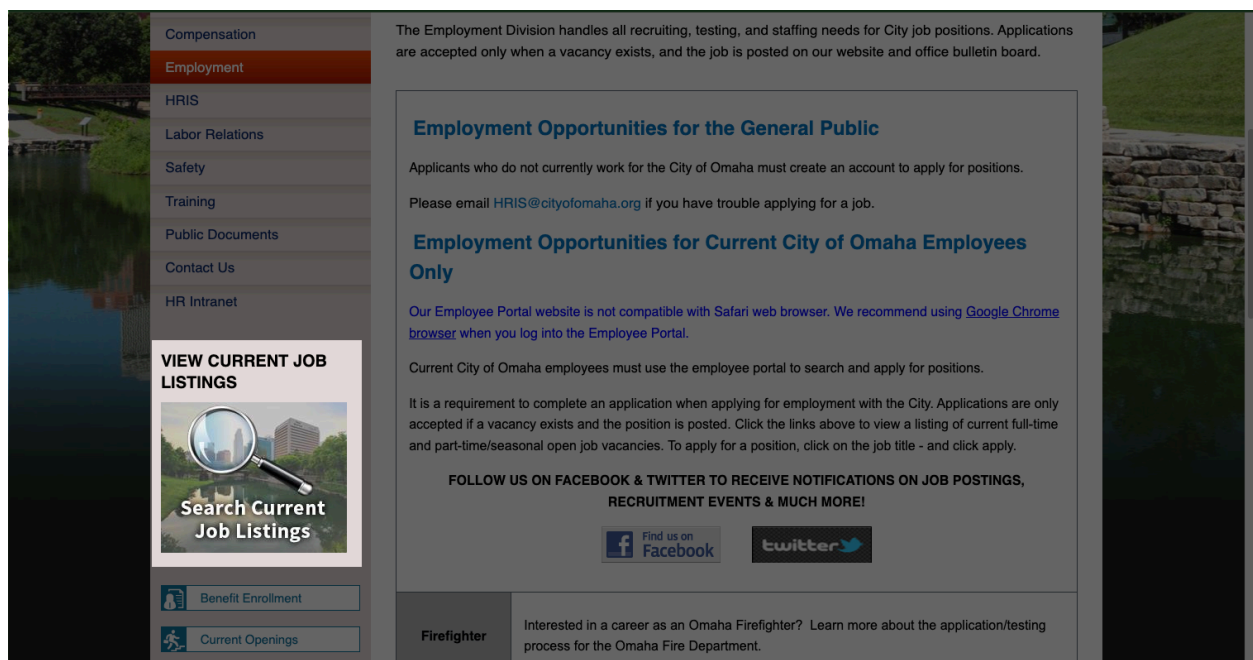 Compensation
Employment
HRIS
Labor Relations
Safety
Training
Public Documents
Contact Us
HR Intranet
VIEW CURRENT JOB
LISTINGS
Search Current
Job Listings
Benefit Enrollment
Current Openings
The Employment Division handles all recruiting, testing, and staffing needs for City job positions. Applications
are accepted only when a vacancy exists, and the job is posted on our website and office bulletin board.
Employment Opportunities for the General Public
Applicants who do not currently work for the City of Omaha must create an account to apply for positions.
Please email HRIS@cityofomaha.org if you have trouble applying for a job.
Employment Opportunities for Current City of Omaha Employees
Only
Our Employee Portal website is not compatible with Safari web browser. We recommend using Google Chrome
browser when you log into the Employee Portal.
Current City of Omaha employees must use the employee portal to search and apply for positions.
It is a requirement to complete an application when applying for employment with the City. Applications are only
accepted if a vacancy exists and the position is posted. Click the links above to view a listing of current full-time
and part-time/seasonal open job vacancies. To apply for a position, click on the job title - and click apply.
FOLLOW US ON FACEBOOK & TWITTER TO RECEIVE NOTIFICATIONS ON JOB POSTINGS,
RECRUITMENT EVENTS & MUCH MORE!
Find us on
Facebook
twitter
Firefighter
Interested in a career as an Omaha Firefighter? Learn more about the application/testing
process for the Omaha Fire Department.